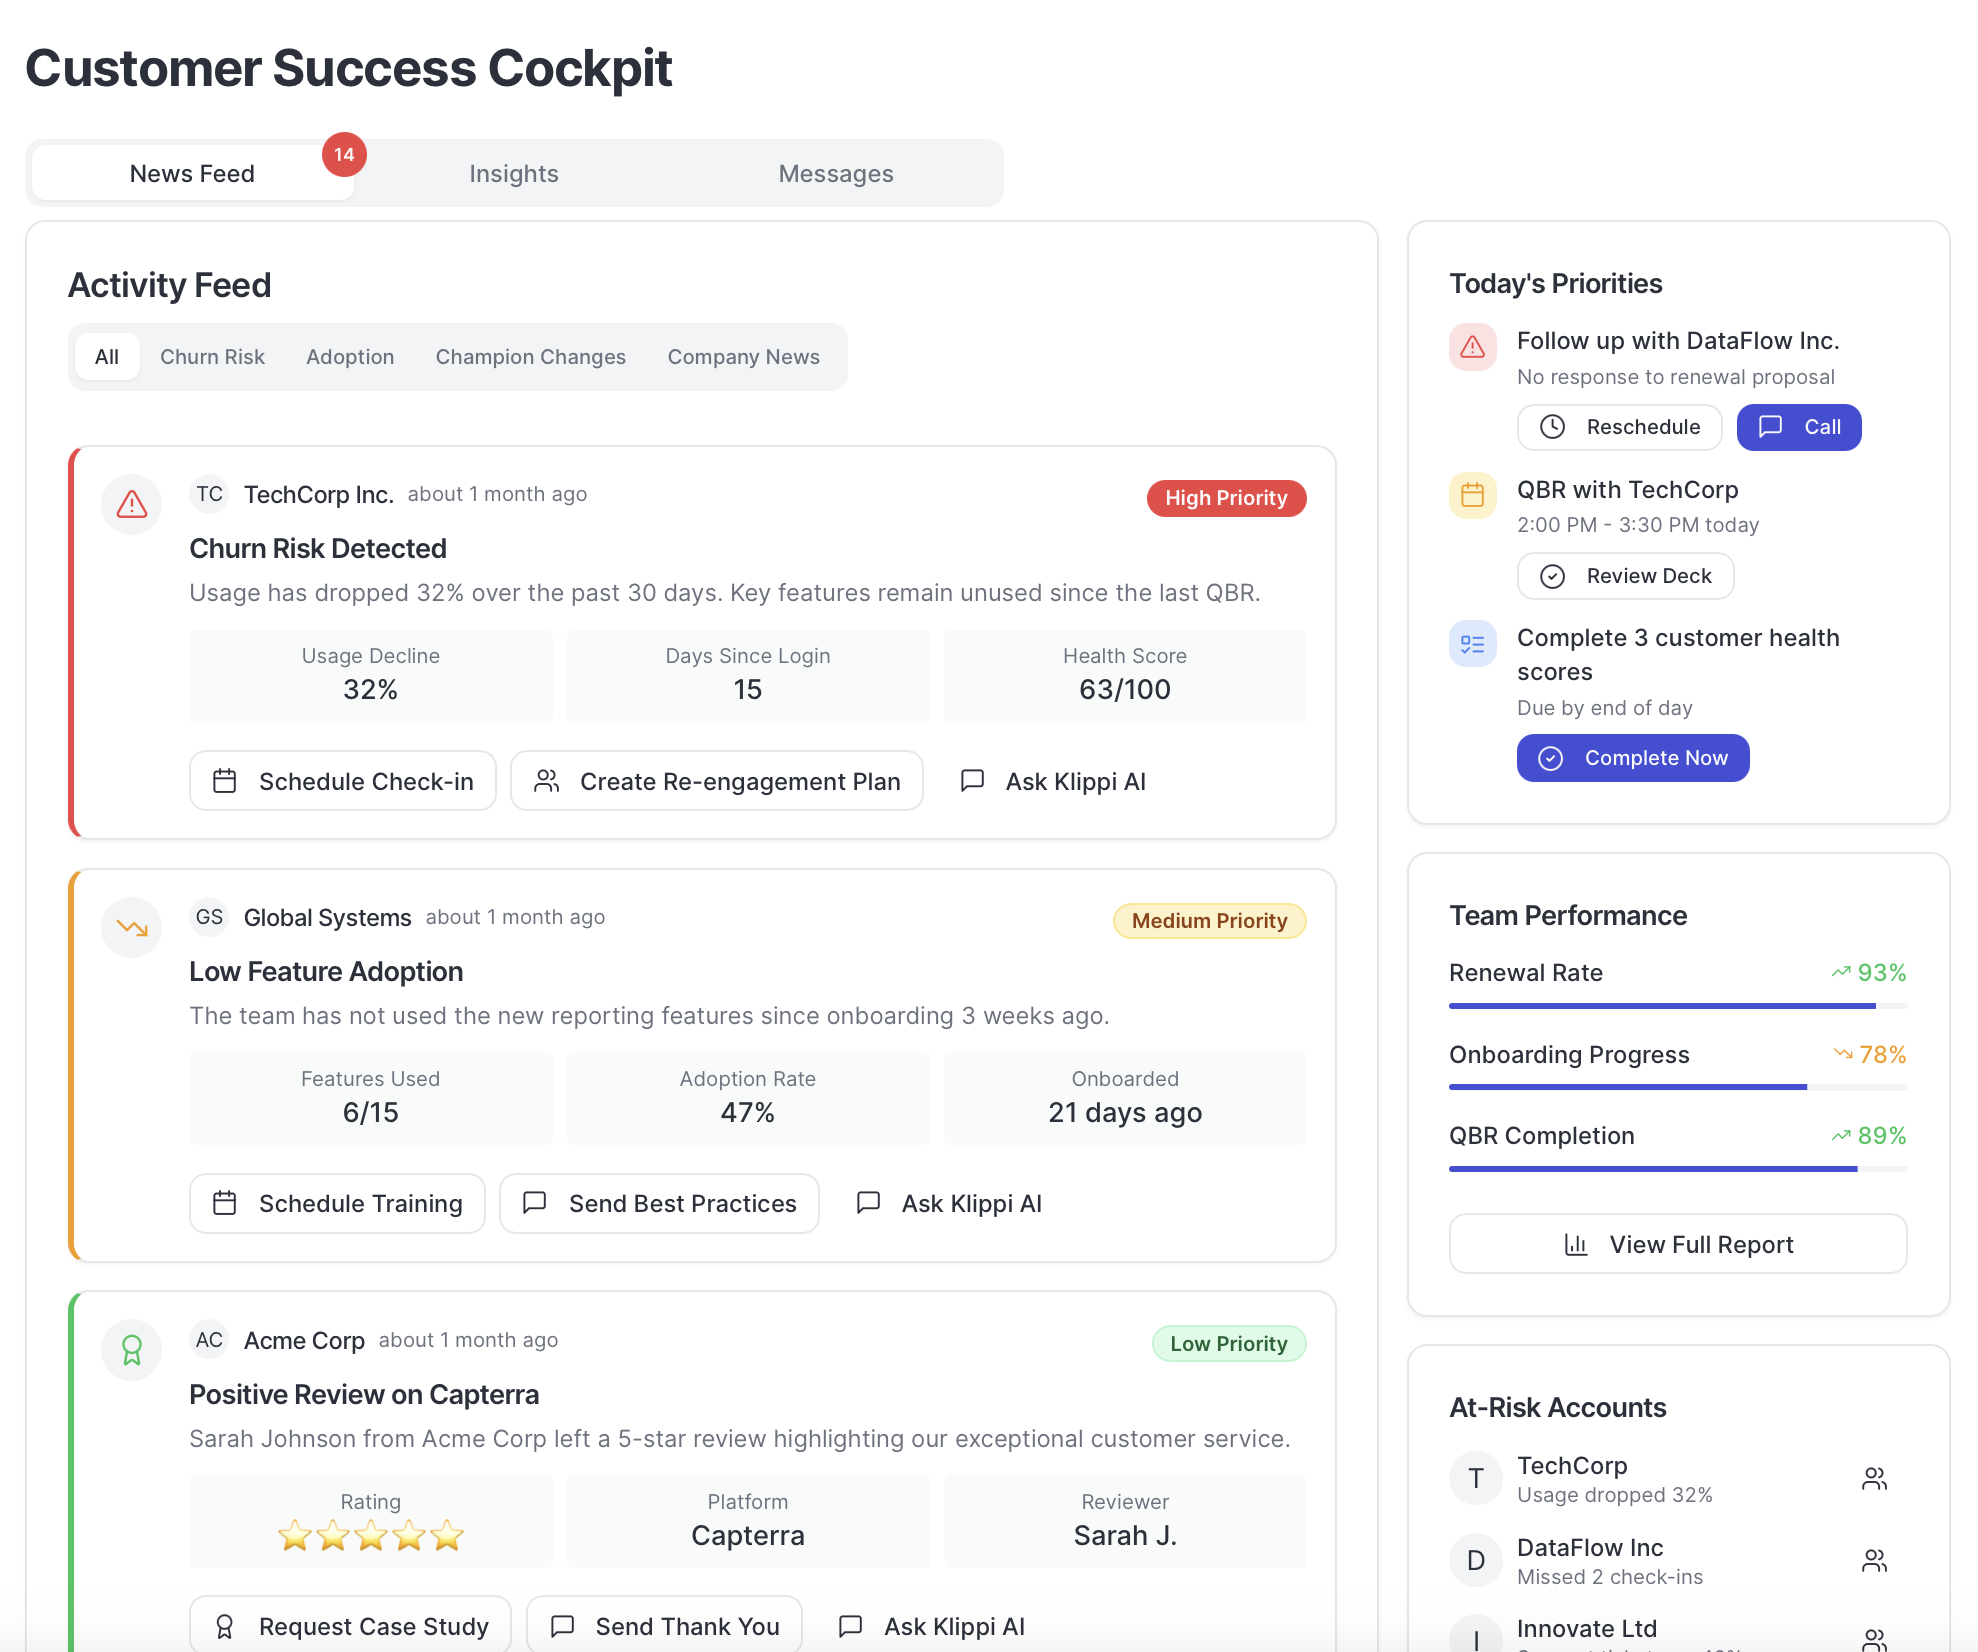 Customer Success Cockpit
News Feed
14
Insights
Messages
Activity Feed
All
Churn Risk
Adoption
Champion Changes
Company News
TC
TechCorp Inc.
about 1 month ago
High Priority
Churn Risk Detected
Usage has dropped 32% over the past 30 days. Key features remain unused since the last QBR.
Usage Decline
32%
Days Since Login
15
Health Score
63/100
Schedule Check-in
Create Re-engagement Plan
Ask Klippi AI
GS
Global Systems
about 1 month ago
Medium Priority
Low Feature Adoption
The team has not used the new reporting features since onboarding 3 weeks ago.
Features Used
6/15
Adoption Rate
47%
Onboarded
21 days ago
Schedule Training
Send Best Practices
Ask Klippi AI
AC
Acme Corp
about 1 month ago
Low Priority
Positive Review on Capterra
Sarah Johnson from Acme Corp left a 5-star review highlighting our exceptional customer service.
Rating
⭐⭐⭐⭐⭐
Platform
Capterra
Reviewer
Sarah J.
Request Case Study
Send Thank You
Ask Klippi AI
Today's Priorities
Follow up with DataFlow Inc.
No response to renewal proposal
Reschedule
Call
QBR with TechCorp
2:00 PM - 3:30 PM today
Review Deck
Complete 3 customer health
scores
Due by end of day
Complete Now
Team Performance
Renewal Rate
93%
Onboarding Progress
78%
QBR Completion
89%
View Full Report
At-Risk Accounts
T
TechCorp
Usage dropped 32%
D
DataFlow Inc
Missed 2 check-ins
I
Innovate Ltd